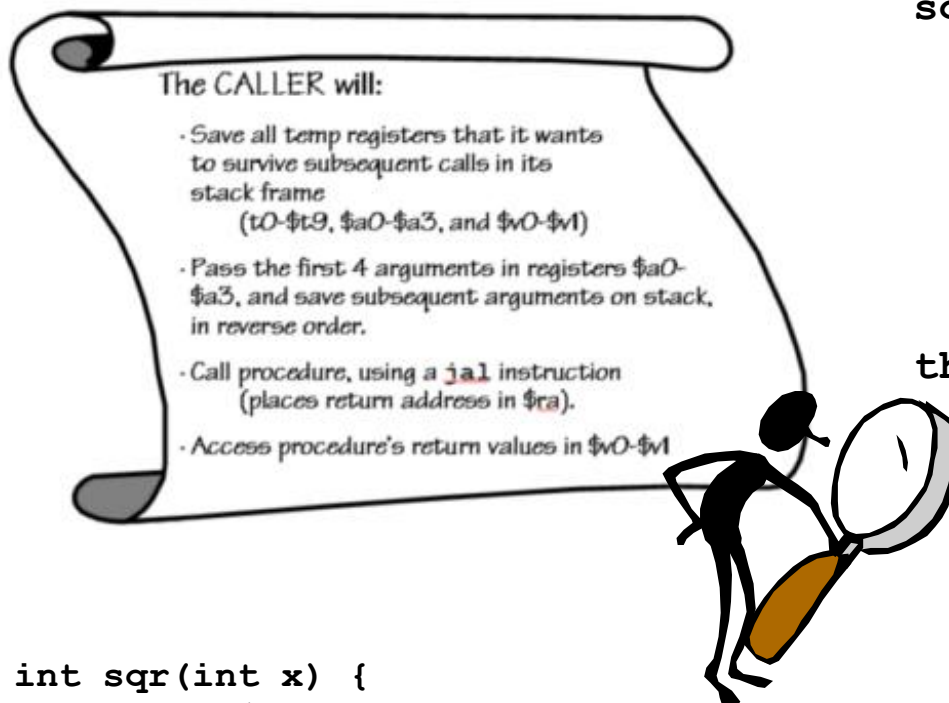 The CALLER will:
· Save all temp registers that it wants
to survive subsequent calls in its
stack frame
(t0-$t9, $a0-$a3, and $v0-$v1)
· Pass the first 4 arguments in registers $a0-
$a3, and save subsequent arguments on stack,
in reverse order.
· Call procedure, using a jal instruction
(places return address in $ra).
· Access procedure's return values in $v0-$v1
int sqr(int x) {